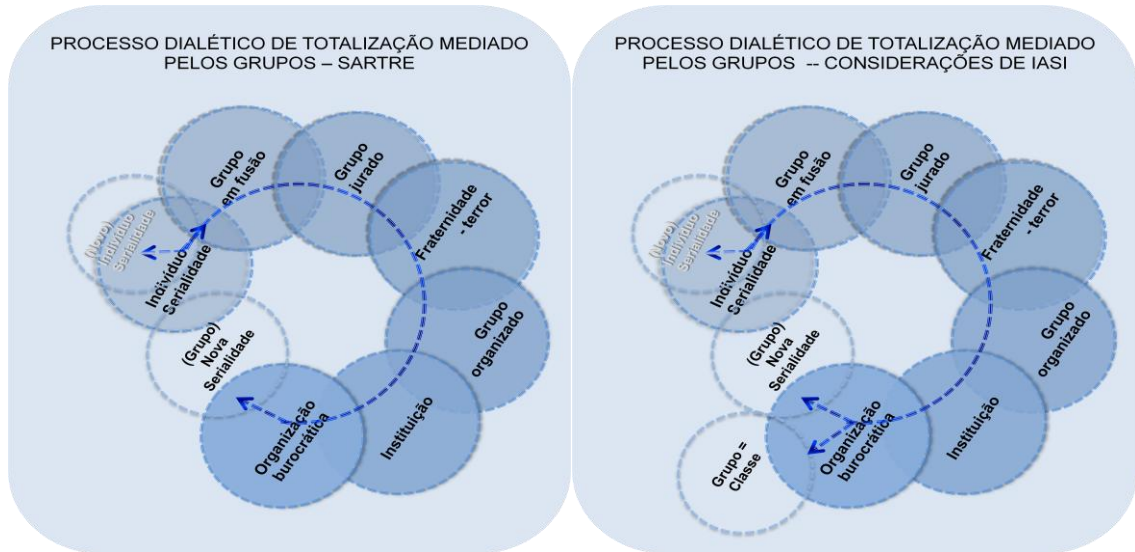 PROCESSO DIALÉTICO DE TOTALIZAÇÃO MEDIADO
PELOS GRUPOS – SARTRE
Grupo
em fusão
Grupo
jurado
Fraternidade
- terror
Grupo
organizado
Instituição
Organização
burocrática
(Grupo)
Nova
Serialidade
Indivíduo
Serialidade
(Novo)
Indivíduo
Serialidade
PROCESSO DIALÉTICO DE TOTALIZAÇÃO MEDIADO
PELOS GRUPOS -- CONSIDERAÇÕES DE IASI
Grupo
em fusão
Grupo
jurado
Fraternidade
- terror
Grupo
organizado
Instituição
Organização
burocrática
Grupo =
Classe
(Grupo)
Nova
Serialidade
Indivíduo
Serialidade
(Novo)
Indivíduo
Serialidade